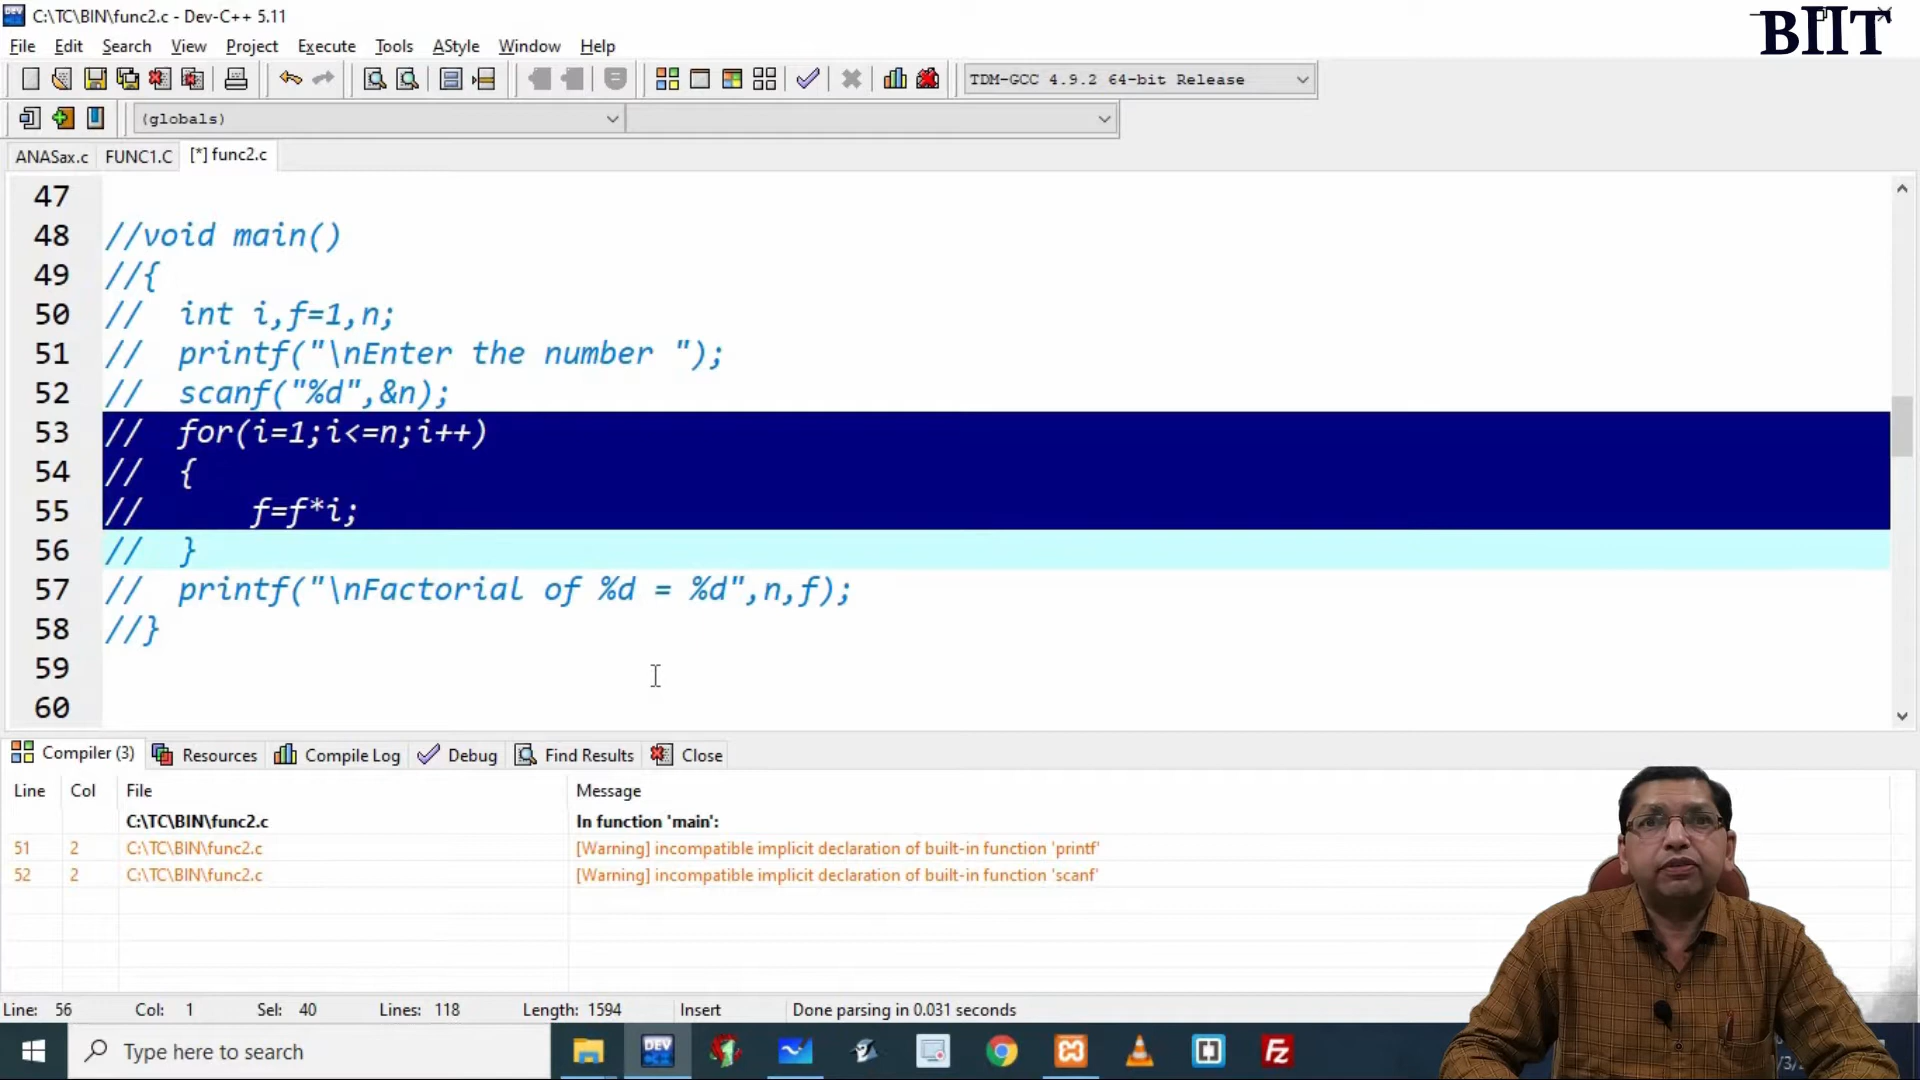 C:\TC\BIN\func2.c - Dev-C++ 5.11
BIIT
File Edit Search View Project Execute Tools AStyle Window Help
TDM-GCC 4.9.2 64-bit Release
(globals)
ANASax.c FUNC1.C [*] func2.c
47
48 //void main()
49 //{
50 //  int i,f=1,n;
51 //  printf("\nEnter the number ");
52 //  scanf("%d",&n);
53 //  for(i=1;i<=n;i++)
54 //  {
55 //      f=f*i;
56 //  }
57 //  printf("\nFactorial of %d = %d",n,f);
58 //}
59
60
Compiler (3) Resources Compile Log Debug Find Results Close
Line Col File Message
C:\TC\BIN\func2.c In function 'main':
51 2 C:\TC\BIN\func2.c [Warning] incompatible implicit declaration of built-in function 'printf'
52 2 C:\TC\BIN\func2.c [Warning] incompatible implicit declaration of built-in function 'scanf'
Line: 56 Col: 1 Sel: 40 Lines: 118 Length: 1594 Insert Done parsing in 0.031 seconds
DEV
Type here to search
Fz